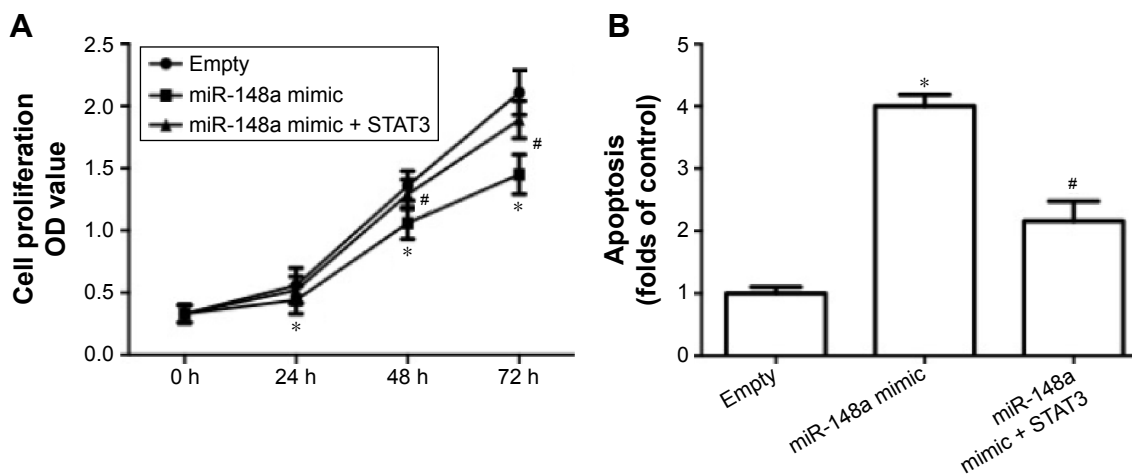 A
Cell proliferation
OD value
2.5
2.0
1.5
1.0
0.5
0.0
Empty
miR-148a mimic
miR-148a mimic + STAT3
*
*
#
*
#
0 h
24 h
48 h
72 h
B
Apoptosis
(folds of control)
5
4
3
2
1
0
*
#
Empty
miR-148a mimic
miR-148a
mimic + STAT3